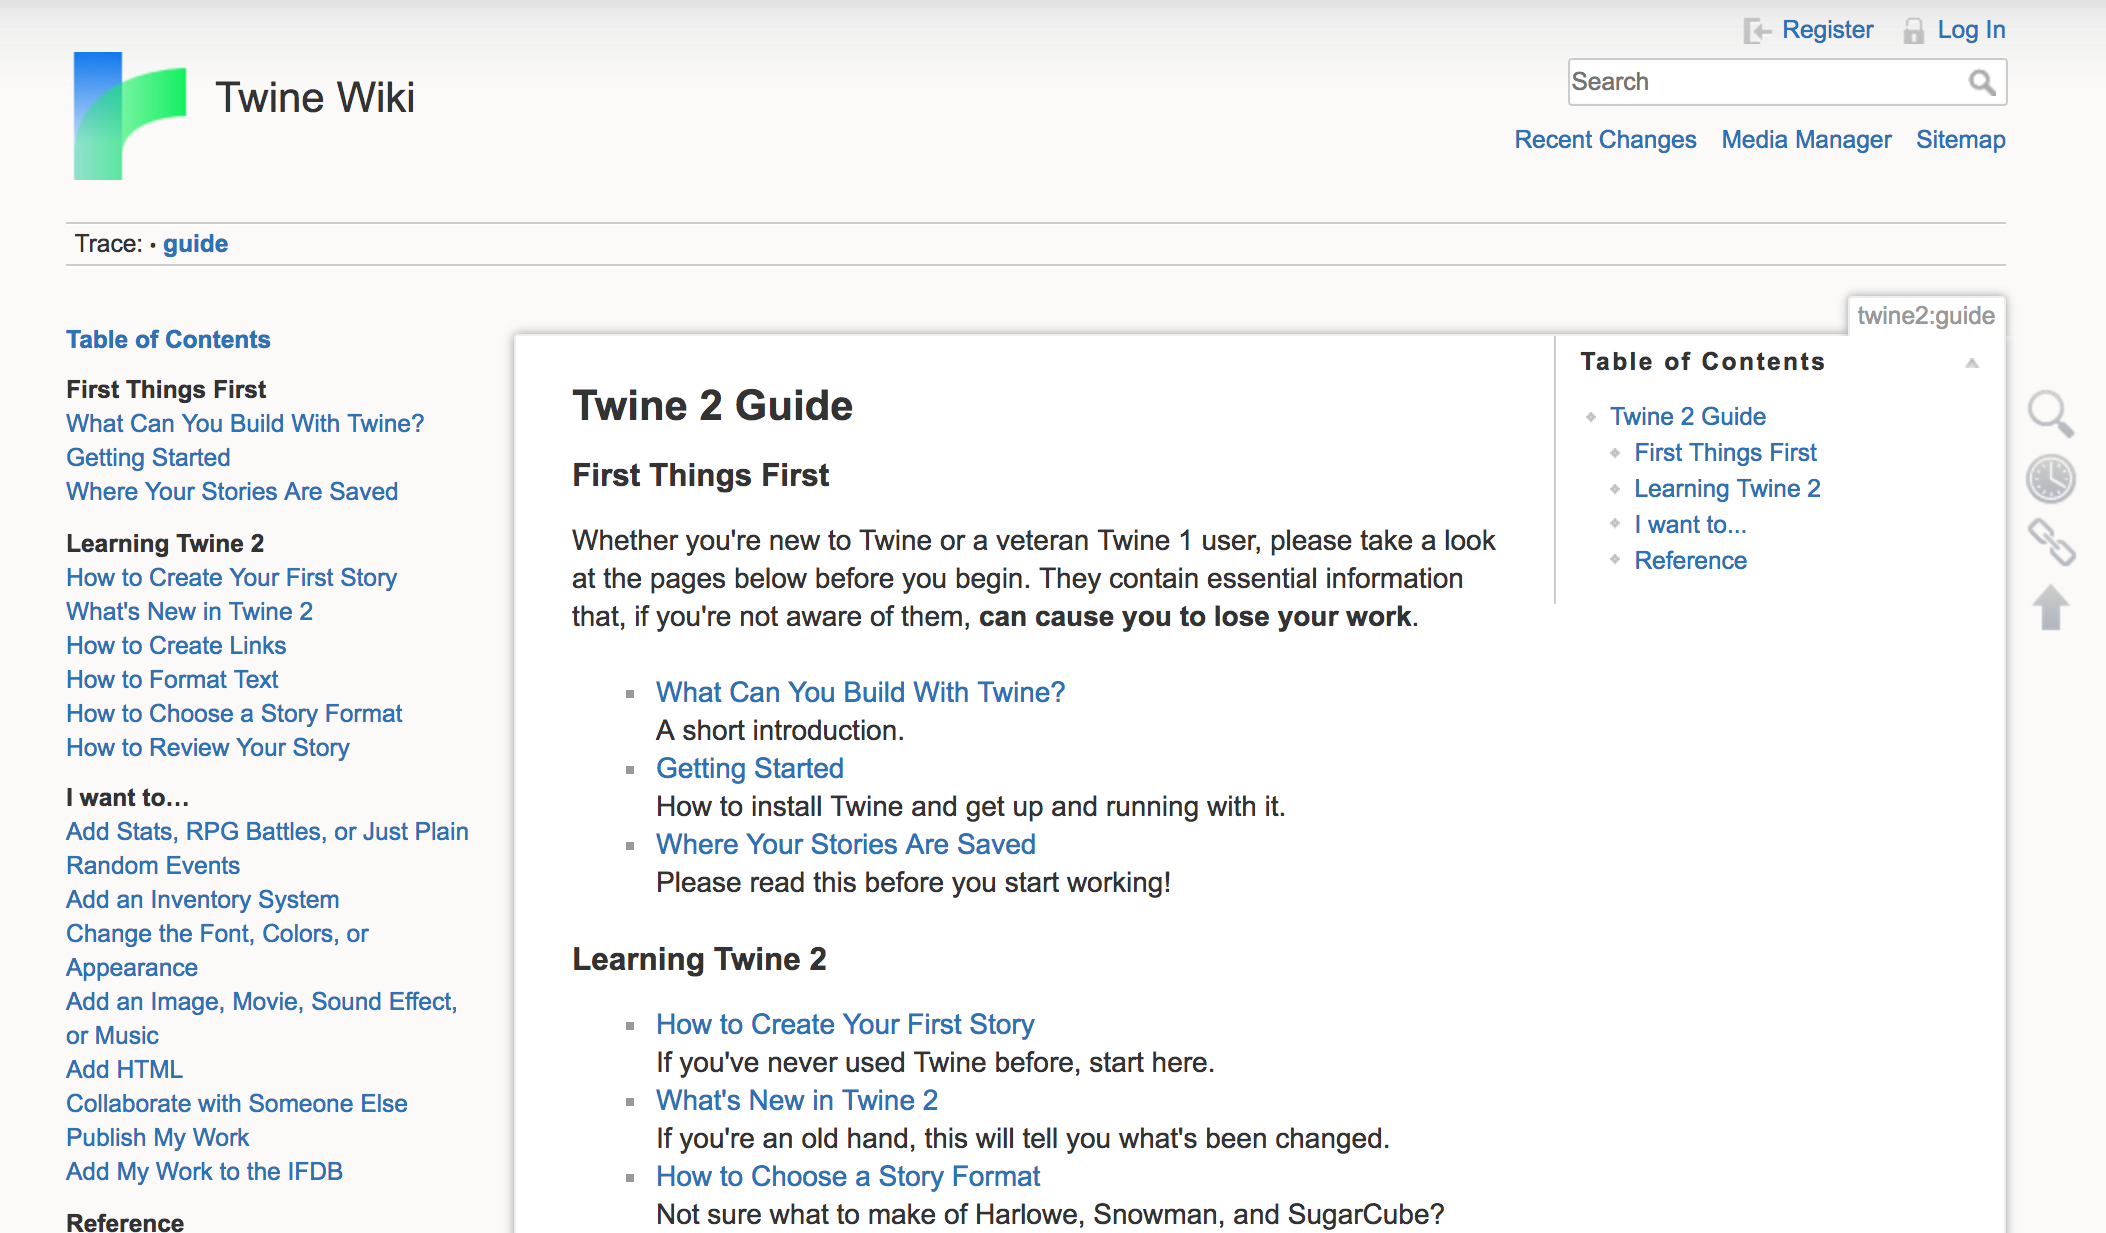 Register Log In
Twine Wiki
Search
Recent Changes Media Manager Sitemap
Trace: • guide
Table of Contents
First Things First
What Can You Build With Twine?
Getting Started
Where Your Stories Are Saved
Learning Twine 2
How to Create Your First Story
What's New in Twine 2
How to Create Links
How to Format Text
How to Choose a Story Format
How to Review Your Story
I want to…
Add Stats, RPG Battles, or Just Plain
Random Events
Add an Inventory System
Change the Font, Colors, or
Appearance
Add an Image, Movie, Sound Effect,
or Music
Add HTML
Collaborate with Someone Else
Publish My Work
Add My Work to the IFDB
Reference
twine2:guide
Twine 2 Guide
First Things First
Whether you're new to Twine or a veteran Twine 1 user, please take a look
at the pages below before you begin. They contain essential information
that, if you're not aware of them, can cause you to lose your work.
What Can You Build With Twine?
A short introduction.
Getting Started
How to install Twine and get up and running with it.
Where Your Stories Are Saved
Please read this before you start working!
Learning Twine 2
How to Create Your First Story
If you've never used Twine before, start here.
What's New in Twine 2
If you're an old hand, this will tell you what's been changed.
How to Choose a Story Format
Not sure what to make of Harlowe, Snowman, and SugarCube?
Table of Contents
Twine 2 Guide
First Things First
Learning Twine 2
I want to...
Reference